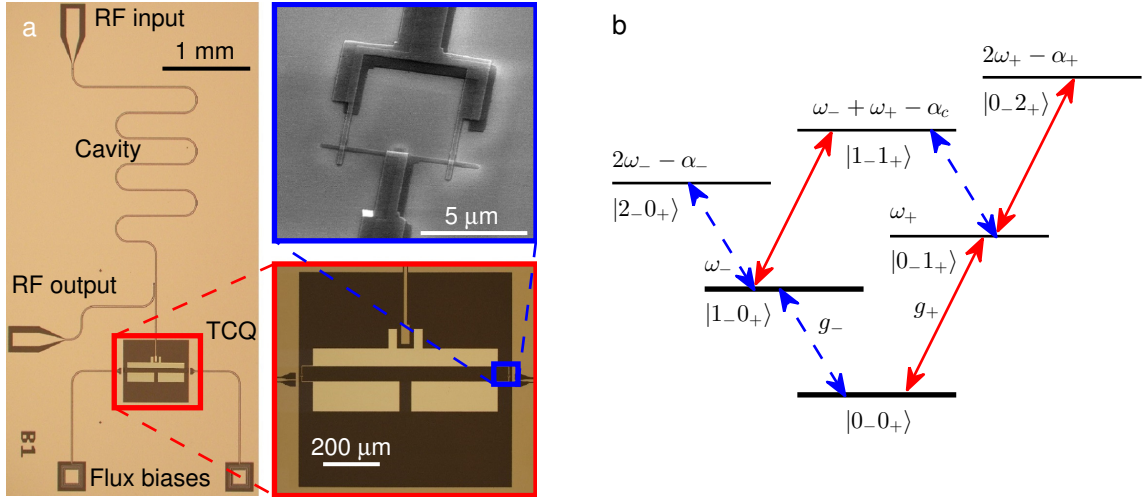 a
RF input
1 mm
Cavity
RF output
TCQ
B1
Flux biases
5 μm
200 μm
b
2ω₊ − α₊
|0₋2₊⟩
ω₋ + ω₊ − α_c
|1₋1₊⟩
2ω₋ − α₋
|2₋0₊⟩
ω₊
|0₋1₊⟩
ω₋
|1₋0₊⟩
g₋
g₊
|0₋0₊⟩